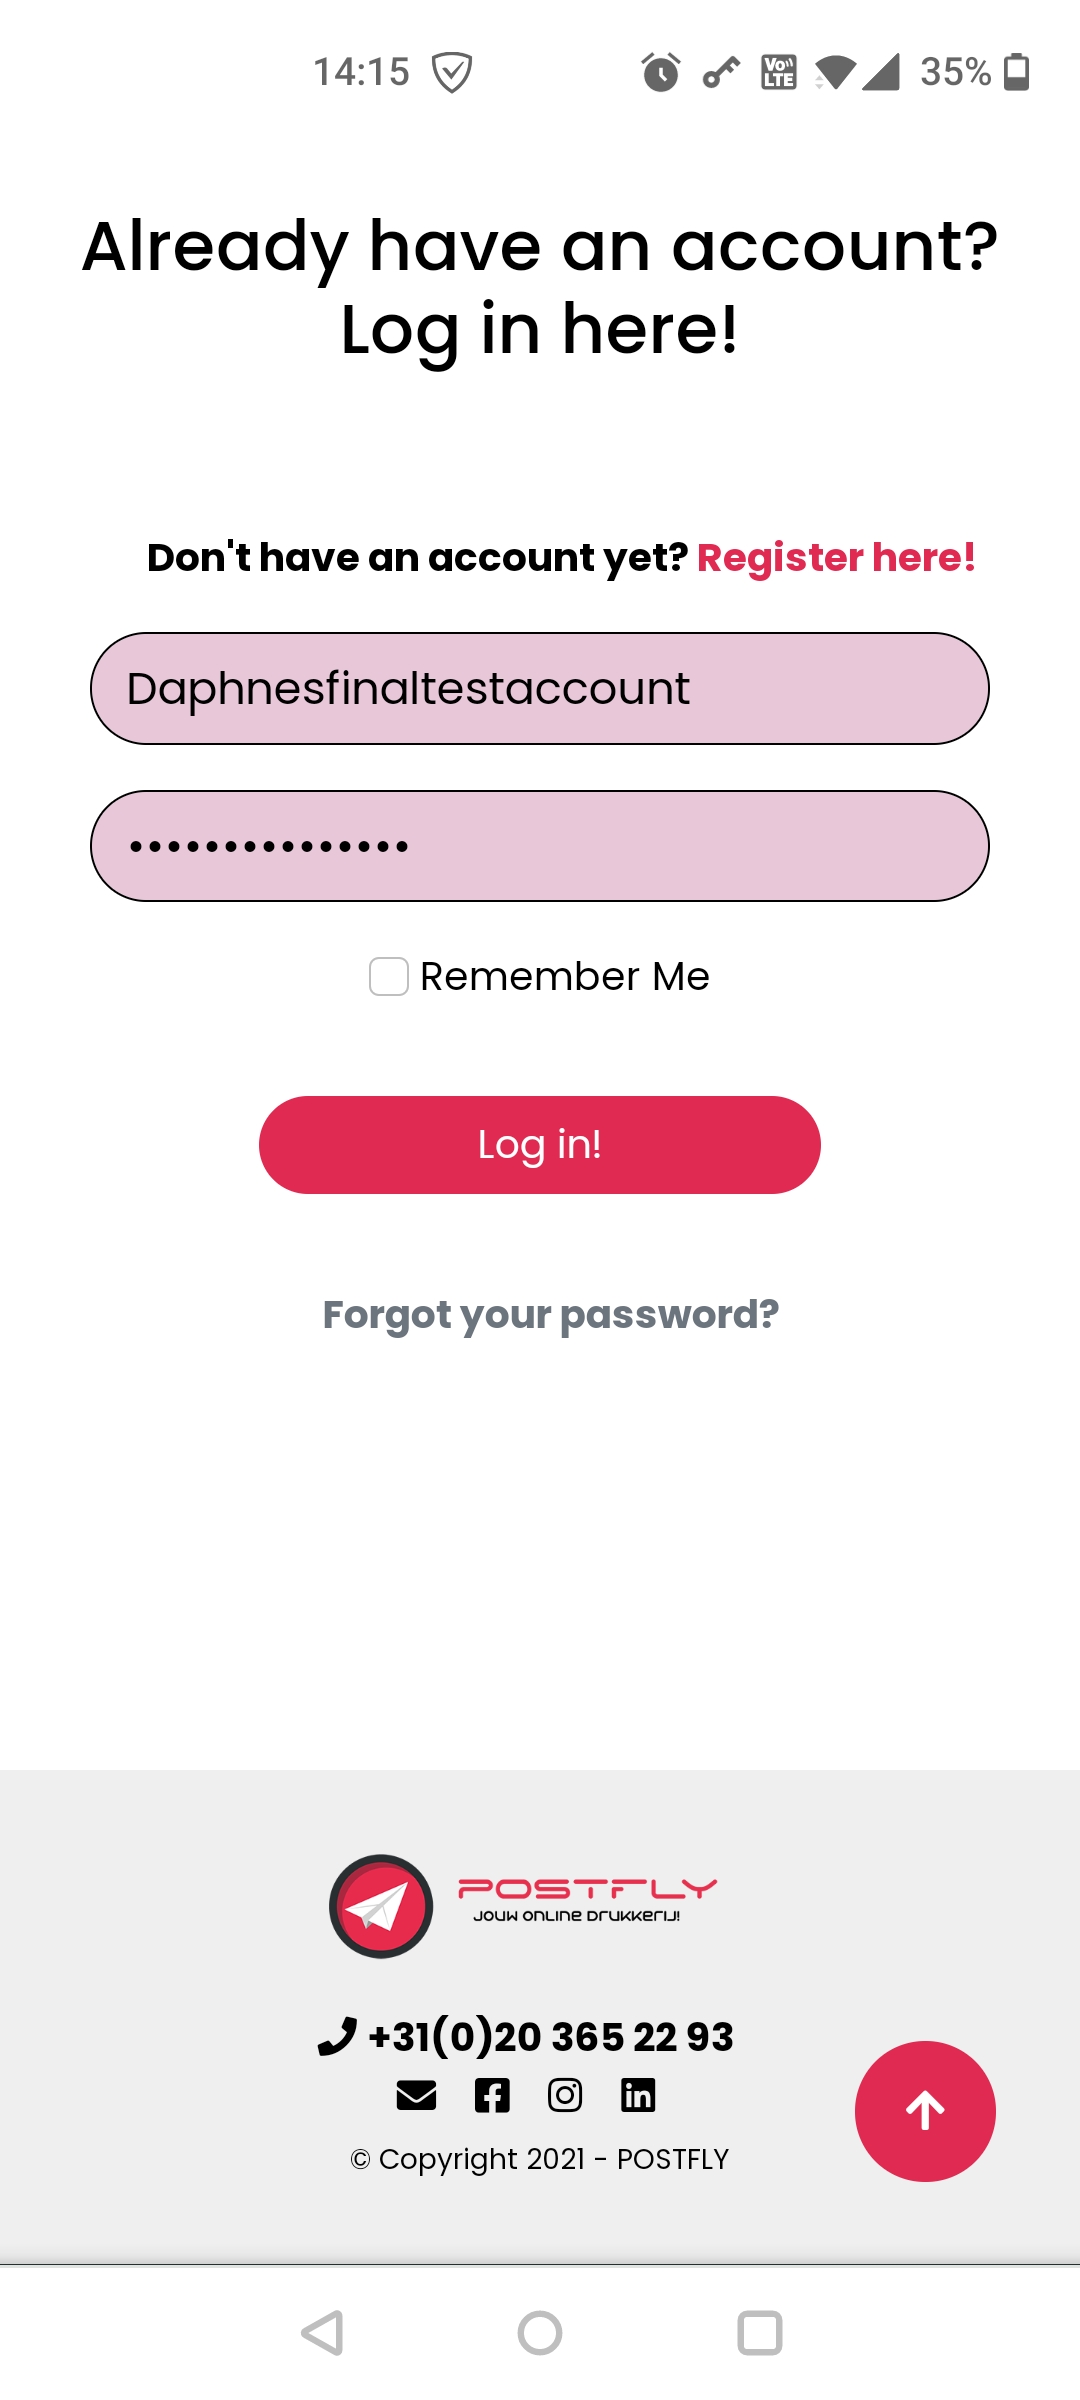 14:15
Vo LTE
35%
Already have an account?
Log in here!
Don't have an account yet? Register here!
Daphnesfinaltestaccount
•••••••••••••••
Remember Me
Log in!
Forgot your password?
POSTFLY
JOUW ONLINE DRUKKERIJ!
+31(0)20 365 22 93
© Copyright 2021 - POSTFLY